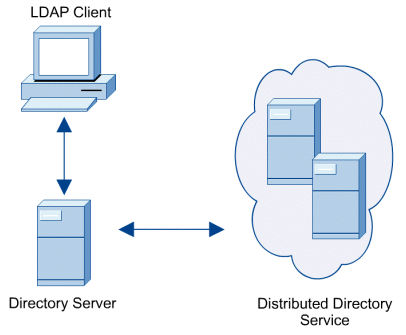 LDAP Client
Directory Server
Distributed Directory
Service